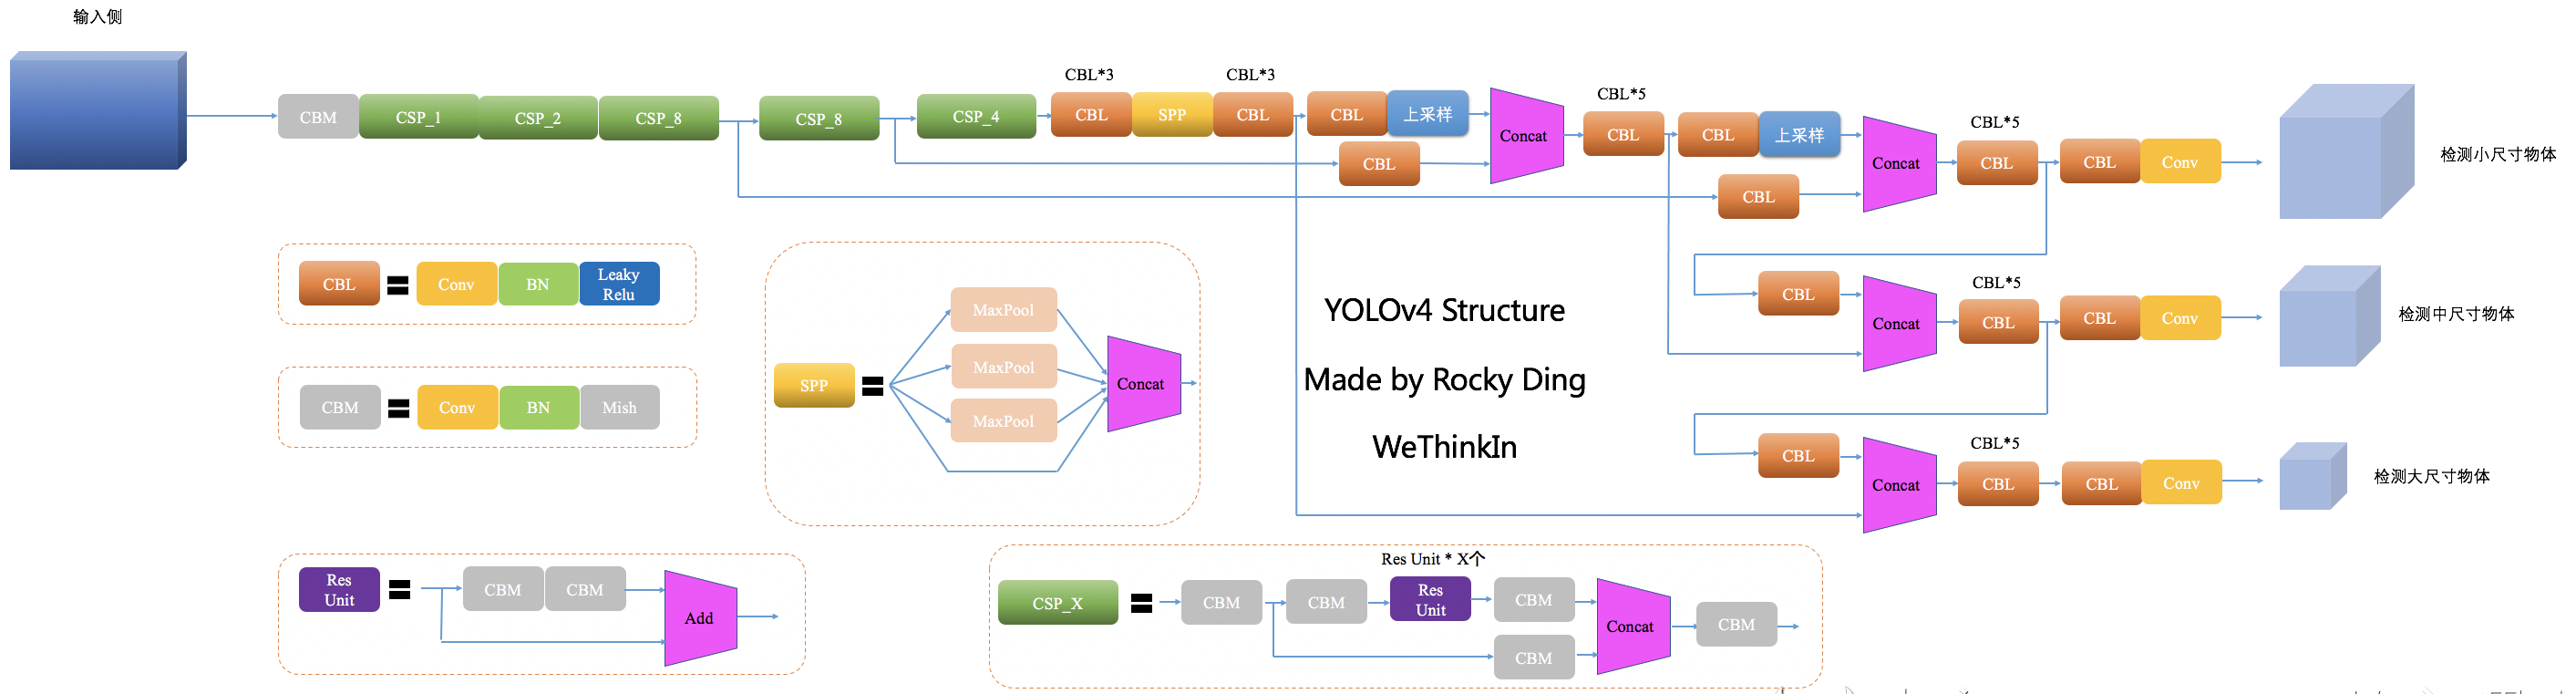 输入侧
CBL*3
CBL*3
CBM
CSP_1
CSP_2
CSP_8
CSP_8
CSP_4
CBL
SPP
CBL
CBL
上采样
CBL
Concat
CBL*5
CBL
CBL
上采样
CBL
Concat
CBL*5
CBL
CBL
Conv
检测小尺寸物体
CBL
Concat
CBL*5
CBL
CBL
Conv
检测中尺寸物体
CBL
Concat
CBL*5
CBL
CBL
Conv
检测大尺寸物体
CBL
Conv
BN
Leaky
Relu
CBM
Conv
BN
Mish
SPP
MaxPool
MaxPool
MaxPool
Concat
YOLOv4 Structure
Made by Rocky Ding
WeThinkIn
Res
Unit
CBM
CBM
Add
Res Unit * X个
CSP_X
CBM
CBM
Res
Unit
CBM
CBM
Concat
CBM